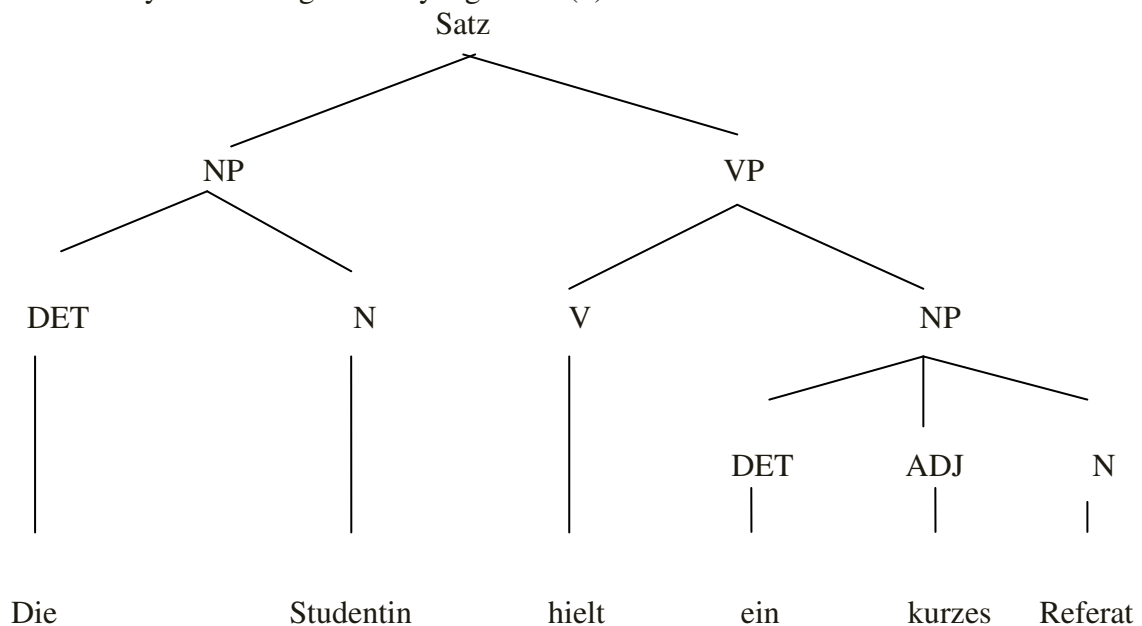 Satz
NP VP
DET N V NP
DET ADJ N
Die Studentin hielt ein kurzes Referat